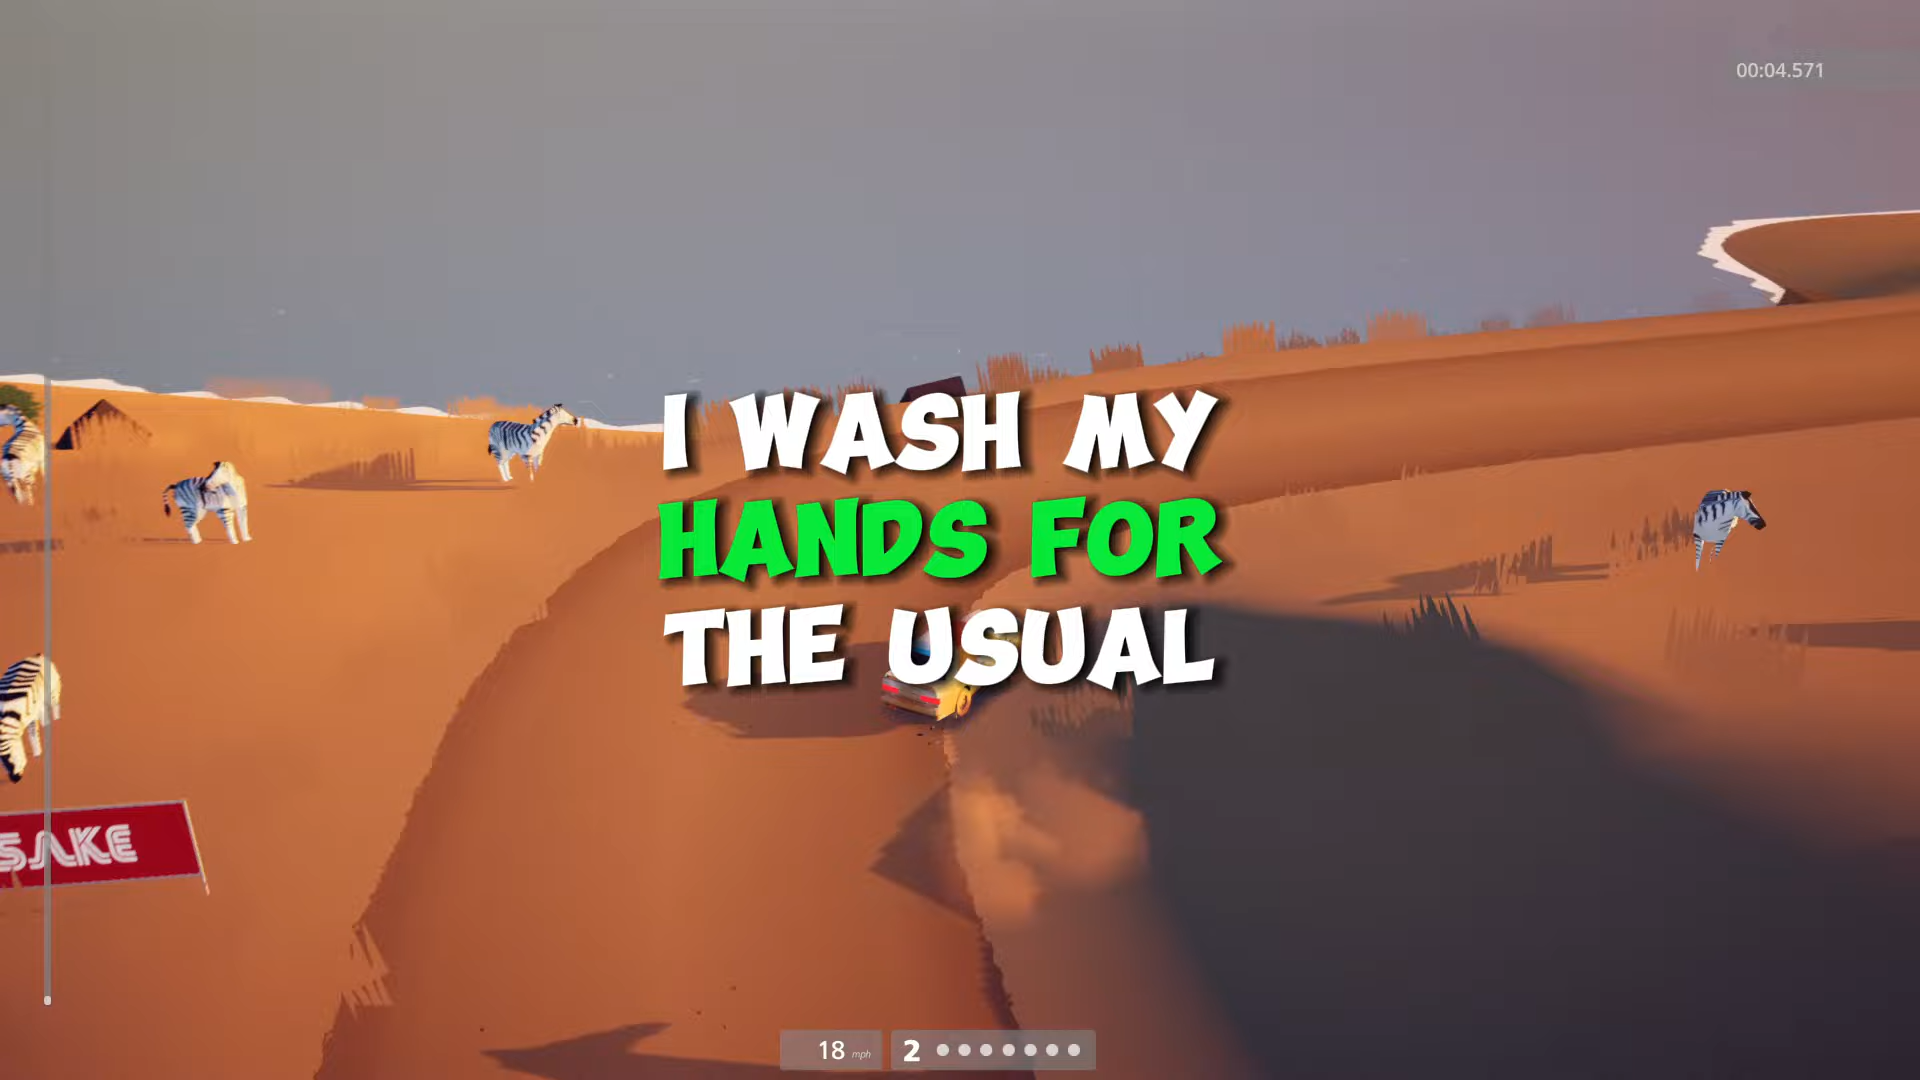 00:04.571
I WASH MY
HANDS FOR
THE USUAL
SAKE
18 mph 2